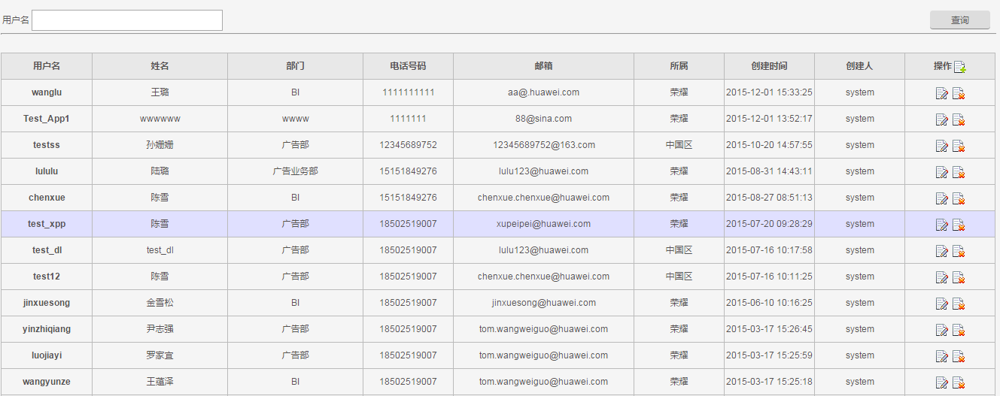 用户名 查询
用户名 姓名 部门 电话号码 邮箱 所属 创建时间 创建人 操作
wanglu 王璐 BI 1111111111 aa@.huawei.com 荣耀 2015-12-01 15:33:25 system
Test_App1 wwwwww wwww 1111111 88@sina.com 荣耀 2015-12-01 13:52:17 system
testss 孙姗姗 广告部 12345689752 12345689752@163.com 中国区 2015-10-20 14:57:55 system
lululu 陆璐 广告业务部 15151849276 lulu123@huawei.com 荣耀 2015-08-31 14:43:11 system
chenxue 陈雪 BI 15151849276 chenxue.chenxue@huawei.com 荣耀 2015-08-27 08:51:13 system
test_xpp 陈雪 广告部 18502519007 xupeipei@huawei.com 荣耀 2015-07-20 09:28:29 system
test_dl test_dl 广告部 18502519007 lulu123@huawei.com 中国区 2015-07-16 10:17:58 system
test12 陈雪 广告部 18502519007 chenxue.chenxue@huawei.com 中国区 2015-07-16 10:11:25 system
jinxuesong 金雪松 BI 18502519007 jinxuesong@huawei.com 荣耀 2015-06-10 10:16:25 system
yinzhiqiang 尹志强 广告部 18502519007 tom.wangweiguo@huawei.com 荣耀 2015-03-17 15:26:45 system
luojiayi 罗家宜 广告部 18502519007 tom.wangweiguo@huawei.com 荣耀 2015-03-17 15:25:59 system
wangyunze 王蕴泽 BI 18502519007 tom.wangweiguo@huawei.com 荣耀 2015-03-17 15:25:18 system